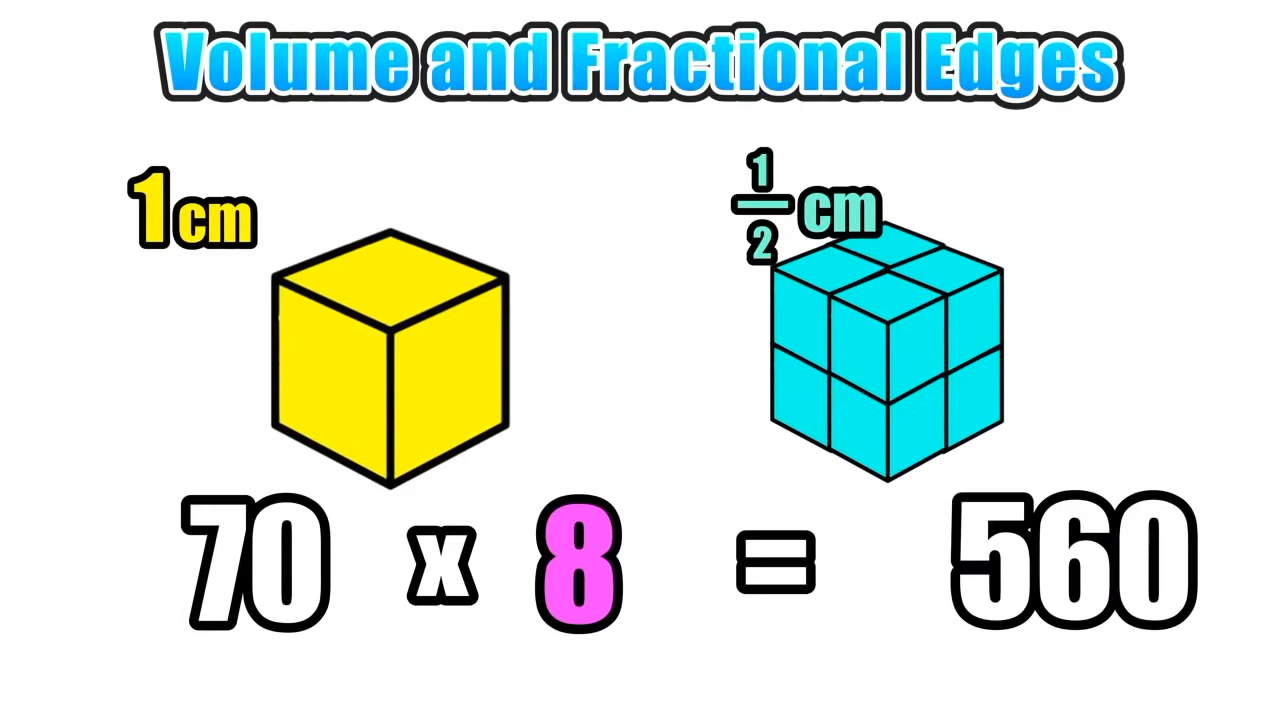 Volume and Fractional Edges
1cm
1/2 cm
70 x 8 = 560